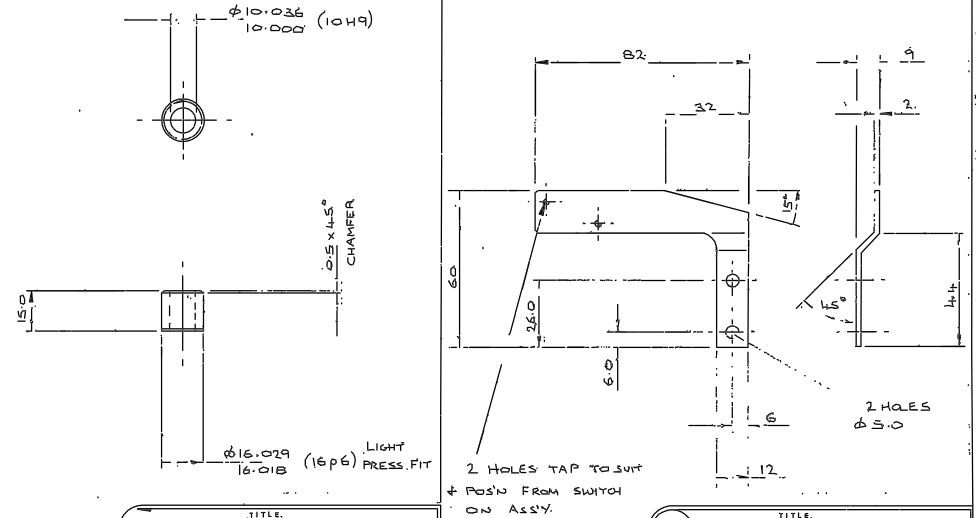 ϕ10.036
10.000 (10H9)
0.5 x 45°
CHAMFER
15.0
ϕ16.029
16.018 (16p6) LIGHT
PRESS.FIT
82
9
32
2.
15°
60
26.0
6.0
45°
44
2 HOLES
ϕ5.0
6
12
2 HOLES TAP TO SUIT
& POS'N FROM SWITCH
ON ASS'Y.
TITLE.
TITLE.